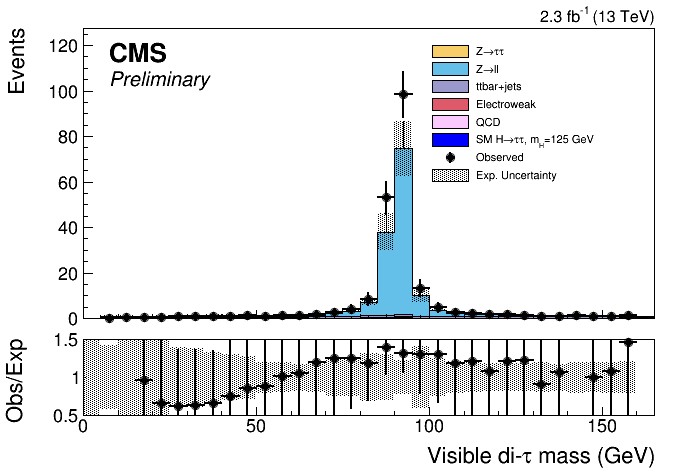 2.3 fb⁻¹ (13 TeV)
Events
CMS
Preliminary
120
100
80
60
40
20
0
Z→ττ
Z→ll
ttbar+jets
Electroweak
QCD
SM H→ττ, m_H=125 GeV
Observed
Exp. Uncertainty
Obs/Exp
1.5
1
0.5
0 50 100 150
Visible di-τ mass (GeV)